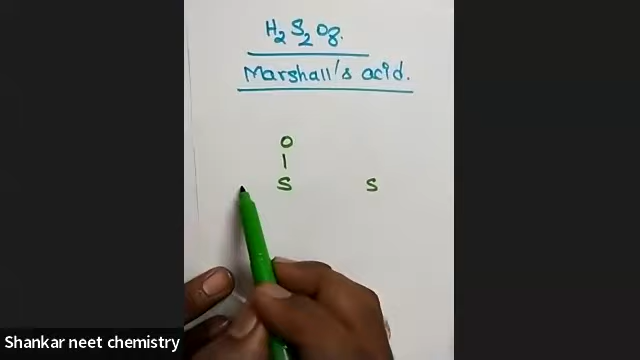 H₂S₂O₈.
Marshall's acid.
O
|
S S
Shankar neet chemistry